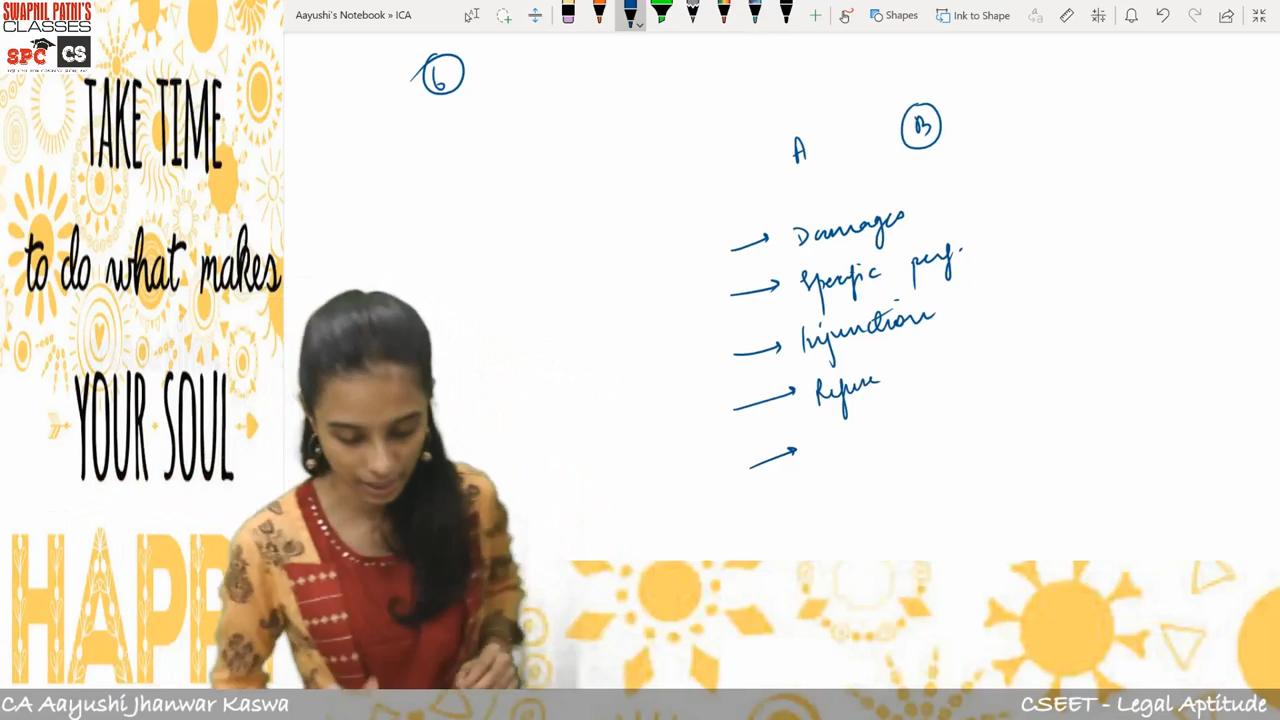 SWAPNIL PATNI'S
CLASSES
SPC CS
Aayushi's Notebook » ICA
Shapes
Ink to Shape
TAKE TIME
to do what makes
YOUR SOUL
HAPP
6
A
B
Damages
Specific perf.
Injunction
Refuse
CA Aayushi Jhanwar Kaswa
CSEET - Legal Aptitude